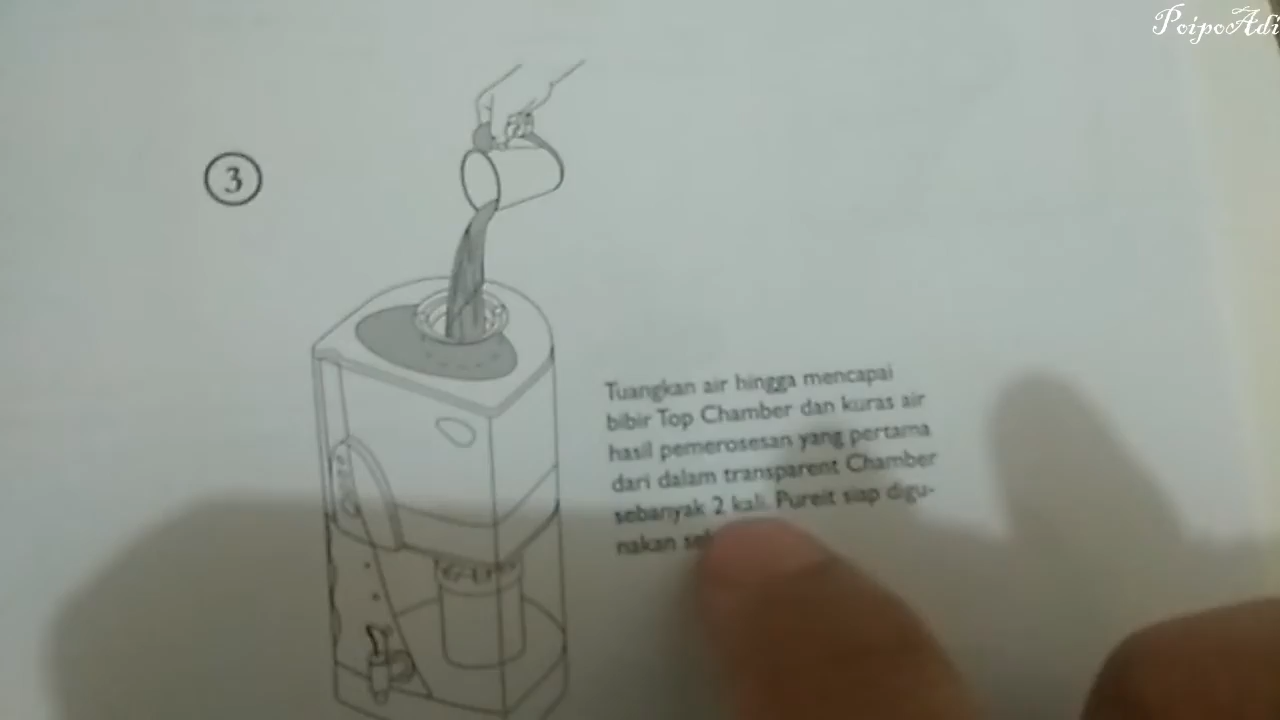 PoipoAdi
3
Tuangkan air hingga mencapai
bibir Top Chamber dan kuras air
hasil pemerosesan yang pertama
dari dalam transparent Chamber
sebanyak 2 kali. Pureit siap digu-
nakan